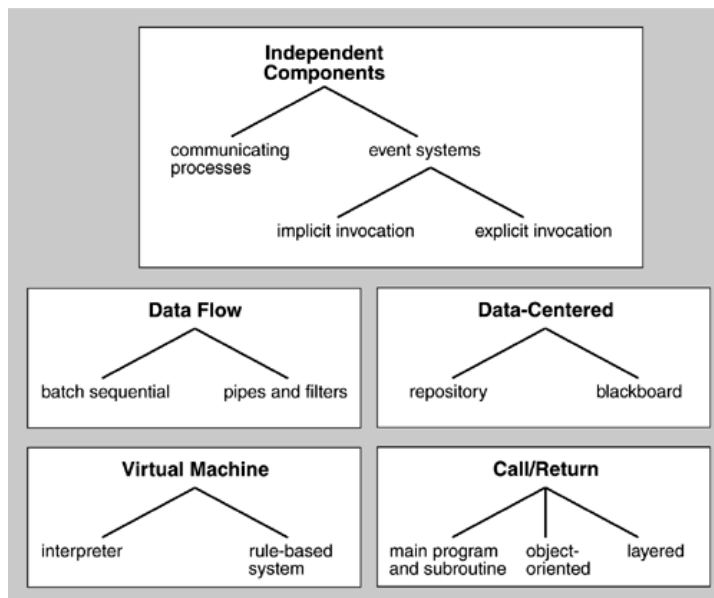 Independent
Components
communicating
processes
event systems
implicit invocation
explicit invocation
Data Flow
batch sequential
pipes and filters
Data-Centered
repository
blackboard
Virtual Machine
interpreter
rule-based
system
Call/Return
main program
and subroutine
object-
oriented
layered